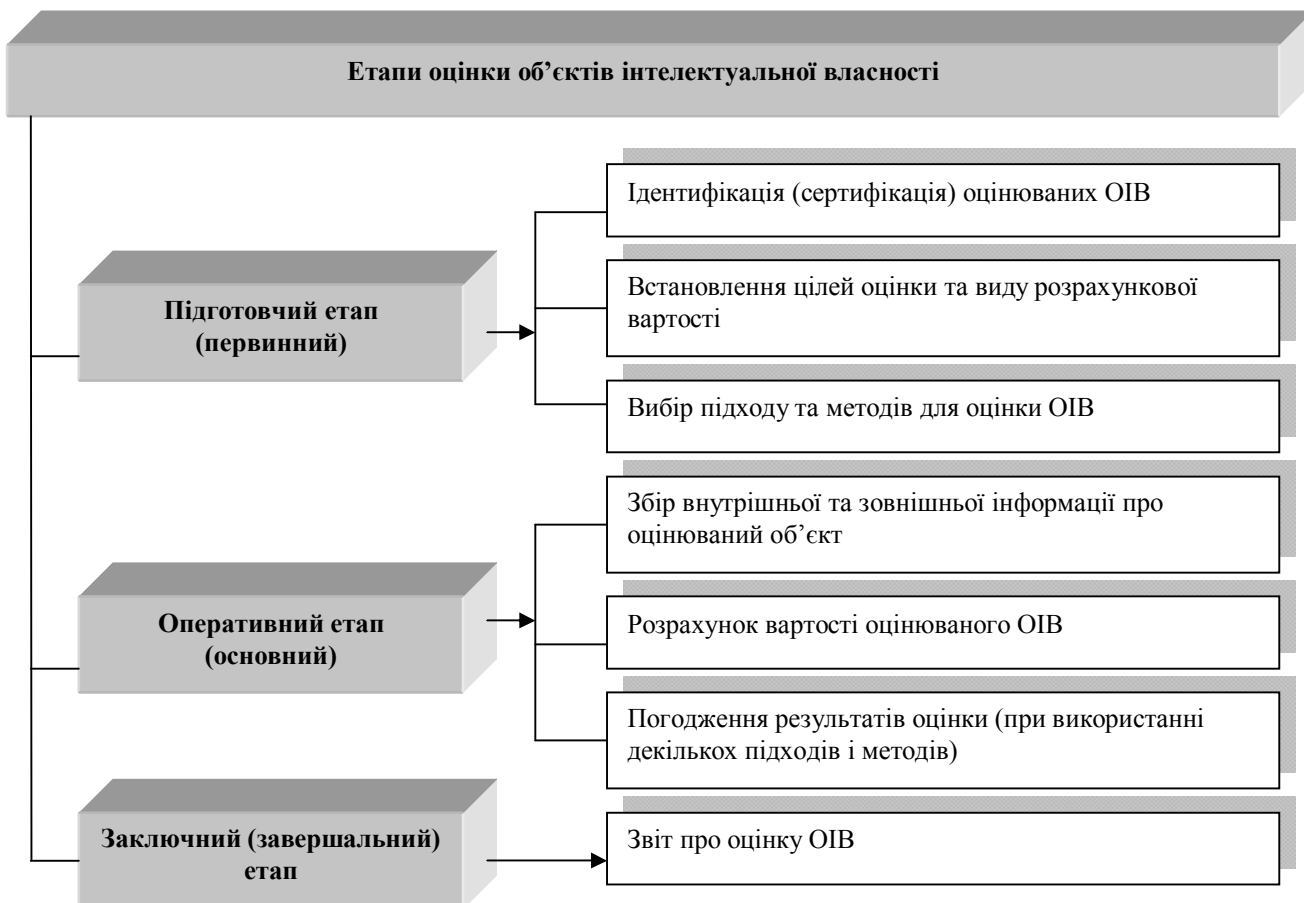 Етапи оцінки об’єктів інтелектуальної власності
Підготовчий етап
(первинний)
Ідентифікація (сертифікація) оцінюваних ОІВ
Встановлення цілей оцінки та виду розрахункової
вартості
Вибір підходу та методів для оцінки ОІВ
Оперативний етап
(основний)
Збір внутрішньої та зовнішньої інформації про
оцінюваний об’єкт
Розрахунок вартості оцінюваного ОІВ
Погодження результатів оцінки (при використанні
декількох підходів і методів)
Заключний (завершальний)
етап
Звіт про оцінку ОІВ